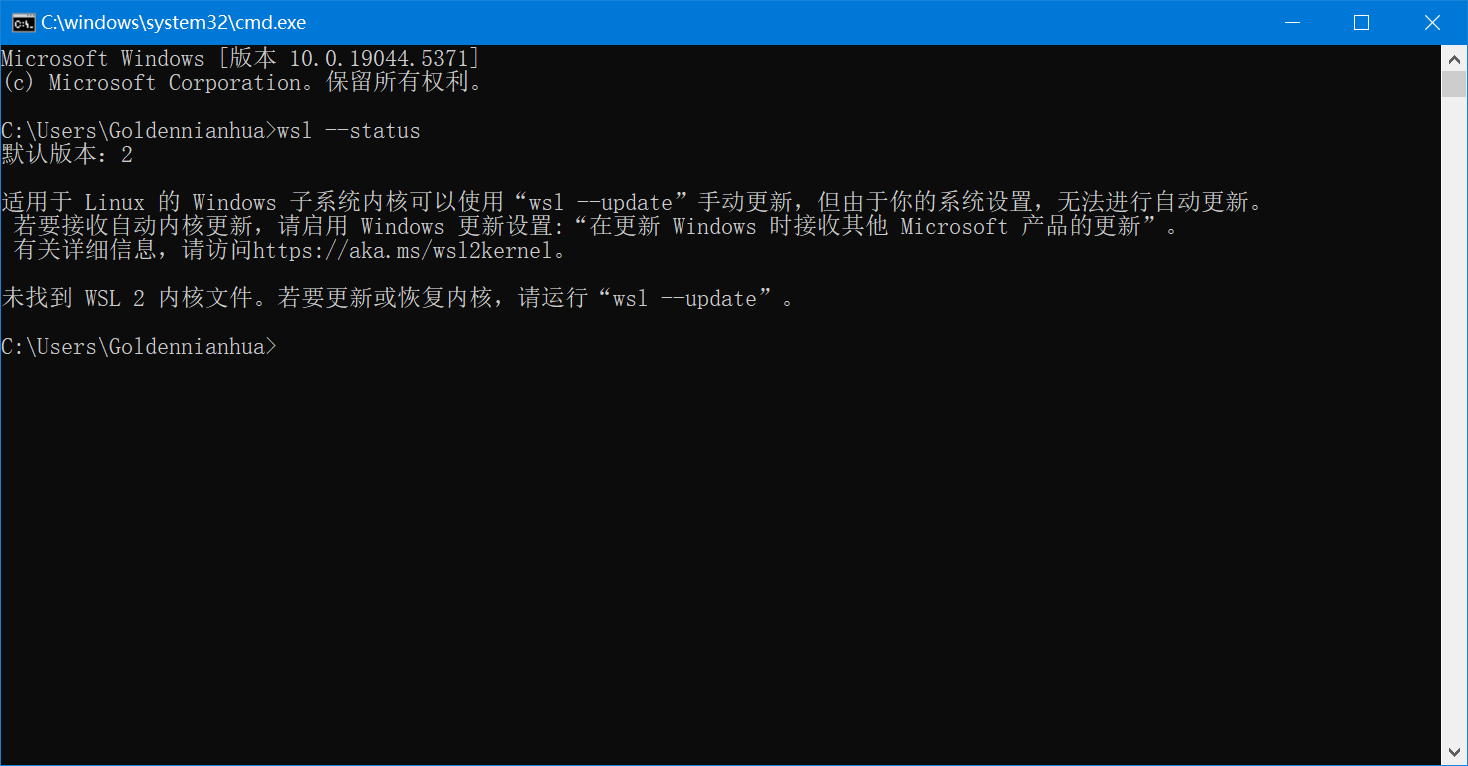 C:\windows\system32\cmd.exe
Microsoft Windows [版本 10.0.19044.5371]
(c) Microsoft Corporation。保留所有权利。
C:\Users\Goldennianhua>wsl --status
默认版本：2
适用于 Linux 的 Windows 子系统内核可以使用“wsl --update”手动更新，但由于你的系统设置，无法进行自动更新。
若要接收自动内核更新，请启用 Windows 更新设置:“在更新 Windows 时接收其他 Microsoft 产品的更新”。
有关详细信息，请访问https://aka.ms/wsl2kernel。
未找到 WSL 2 内核文件。若要更新或恢复内核，请运行“wsl --update”。
C:\Users\Goldennianhua>